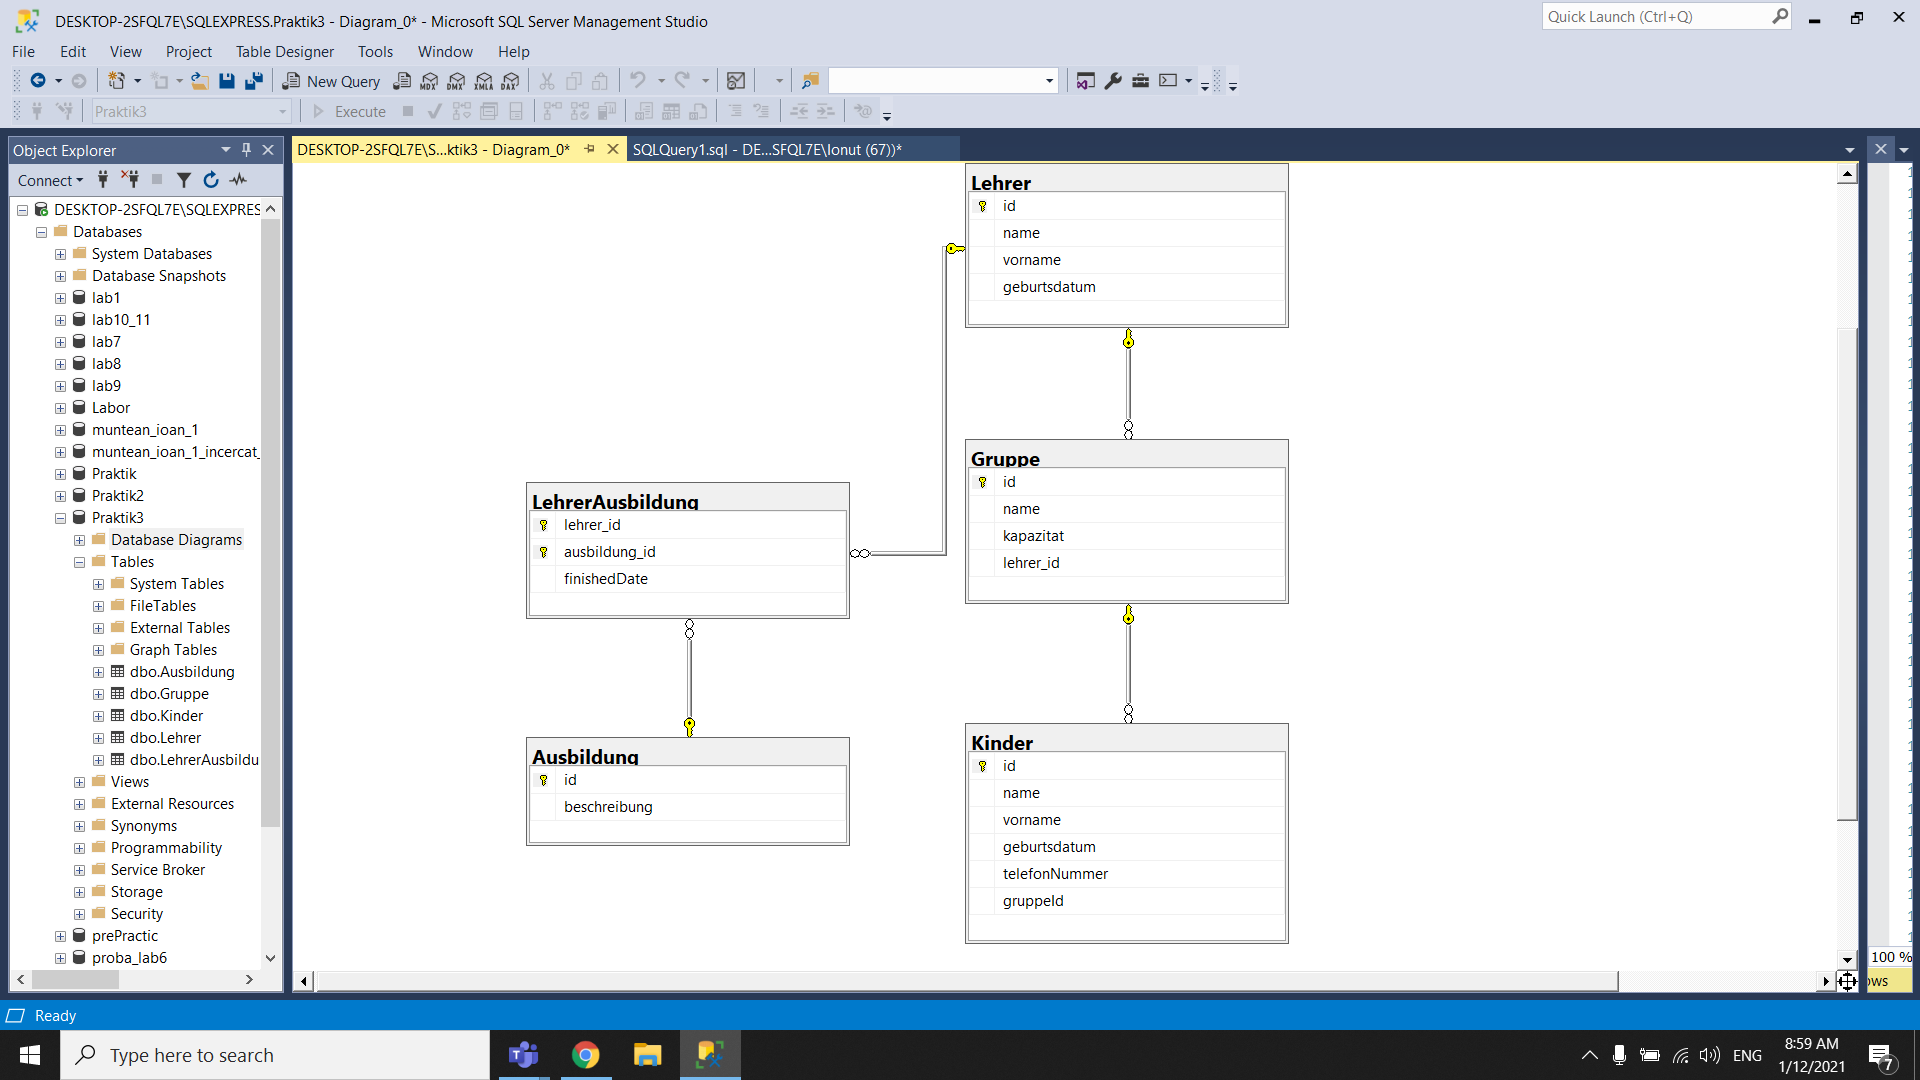 DESKTOP-2SFQL7E\SQLEXPRESS.Praktik3 - Diagram_0* - Microsoft SQL Server Management Studio
Quick Launch (Ctrl+Q)
File Edit View Project Table Designer Tools Window Help
New Query MDX DMX XMLA DAX
Praktik3 Execute
Object Explorer
DESKTOP-2SFQL7E\S...ktik3 - Diagram_0*
SQLQuery1.sql - DE...SFQL7E\Ionut (67))*
Connect
DESKTOP-2SFQL7E\SQLEXPRES
Databases
System Databases
Database Snapshots
lab1
lab10_11
lab7
lab8
lab9
Labor
muntean_ioan_1
muntean_ioan_1_incercat_
Praktik
Praktik2
Praktik3
Database Diagrams
Tables
System Tables
FileTables
External Tables
Graph Tables
dbo.Ausbildung
dbo.Gruppe
dbo.Kinder
dbo.Lehrer
dbo.LehrerAusbildu
Views
External Resources
Synonyms
Programmability
Service Broker
Storage
Security
prePractic
proba_lab6
Lehrer
id
name
vorname
geburtsdatum
Gruppe
id
name
kapazitat
lehrer_id
LehrerAusbildung
lehrer_id
ausbildung_id
finishedDate
Ausbildung
id
beschreibung
Kinder
id
name
vorname
geburtsdatum
telefonNummer
gruppeId
100 %
ows
Ready
Type here to search
ENG
8:59 AM
1/12/2021
7